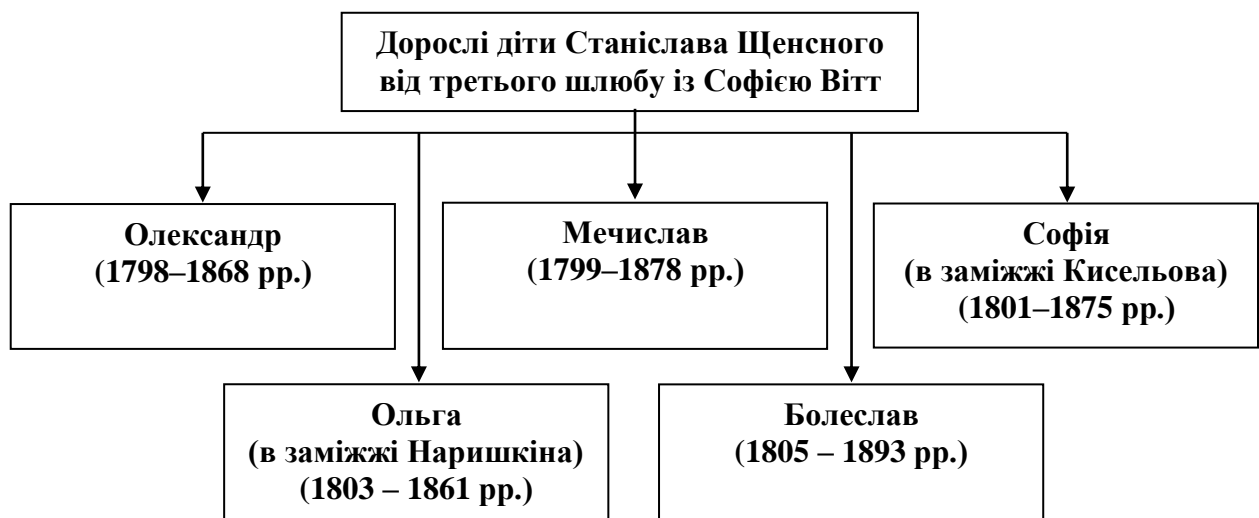 Дорослі діти Станіслава Щенсного
від третього шлюбу із Софією Вітт
Олександр
(1798–1868 рр.)
Мечислав
(1799–1878 рр.)
Софія
(в заміжжі Кисельова)
(1801–1875 рр.)
Ольга
(в заміжжі Наришкіна)
(1803 – 1861 рр.)
Болеслав
(1805 – 1893 рр.)